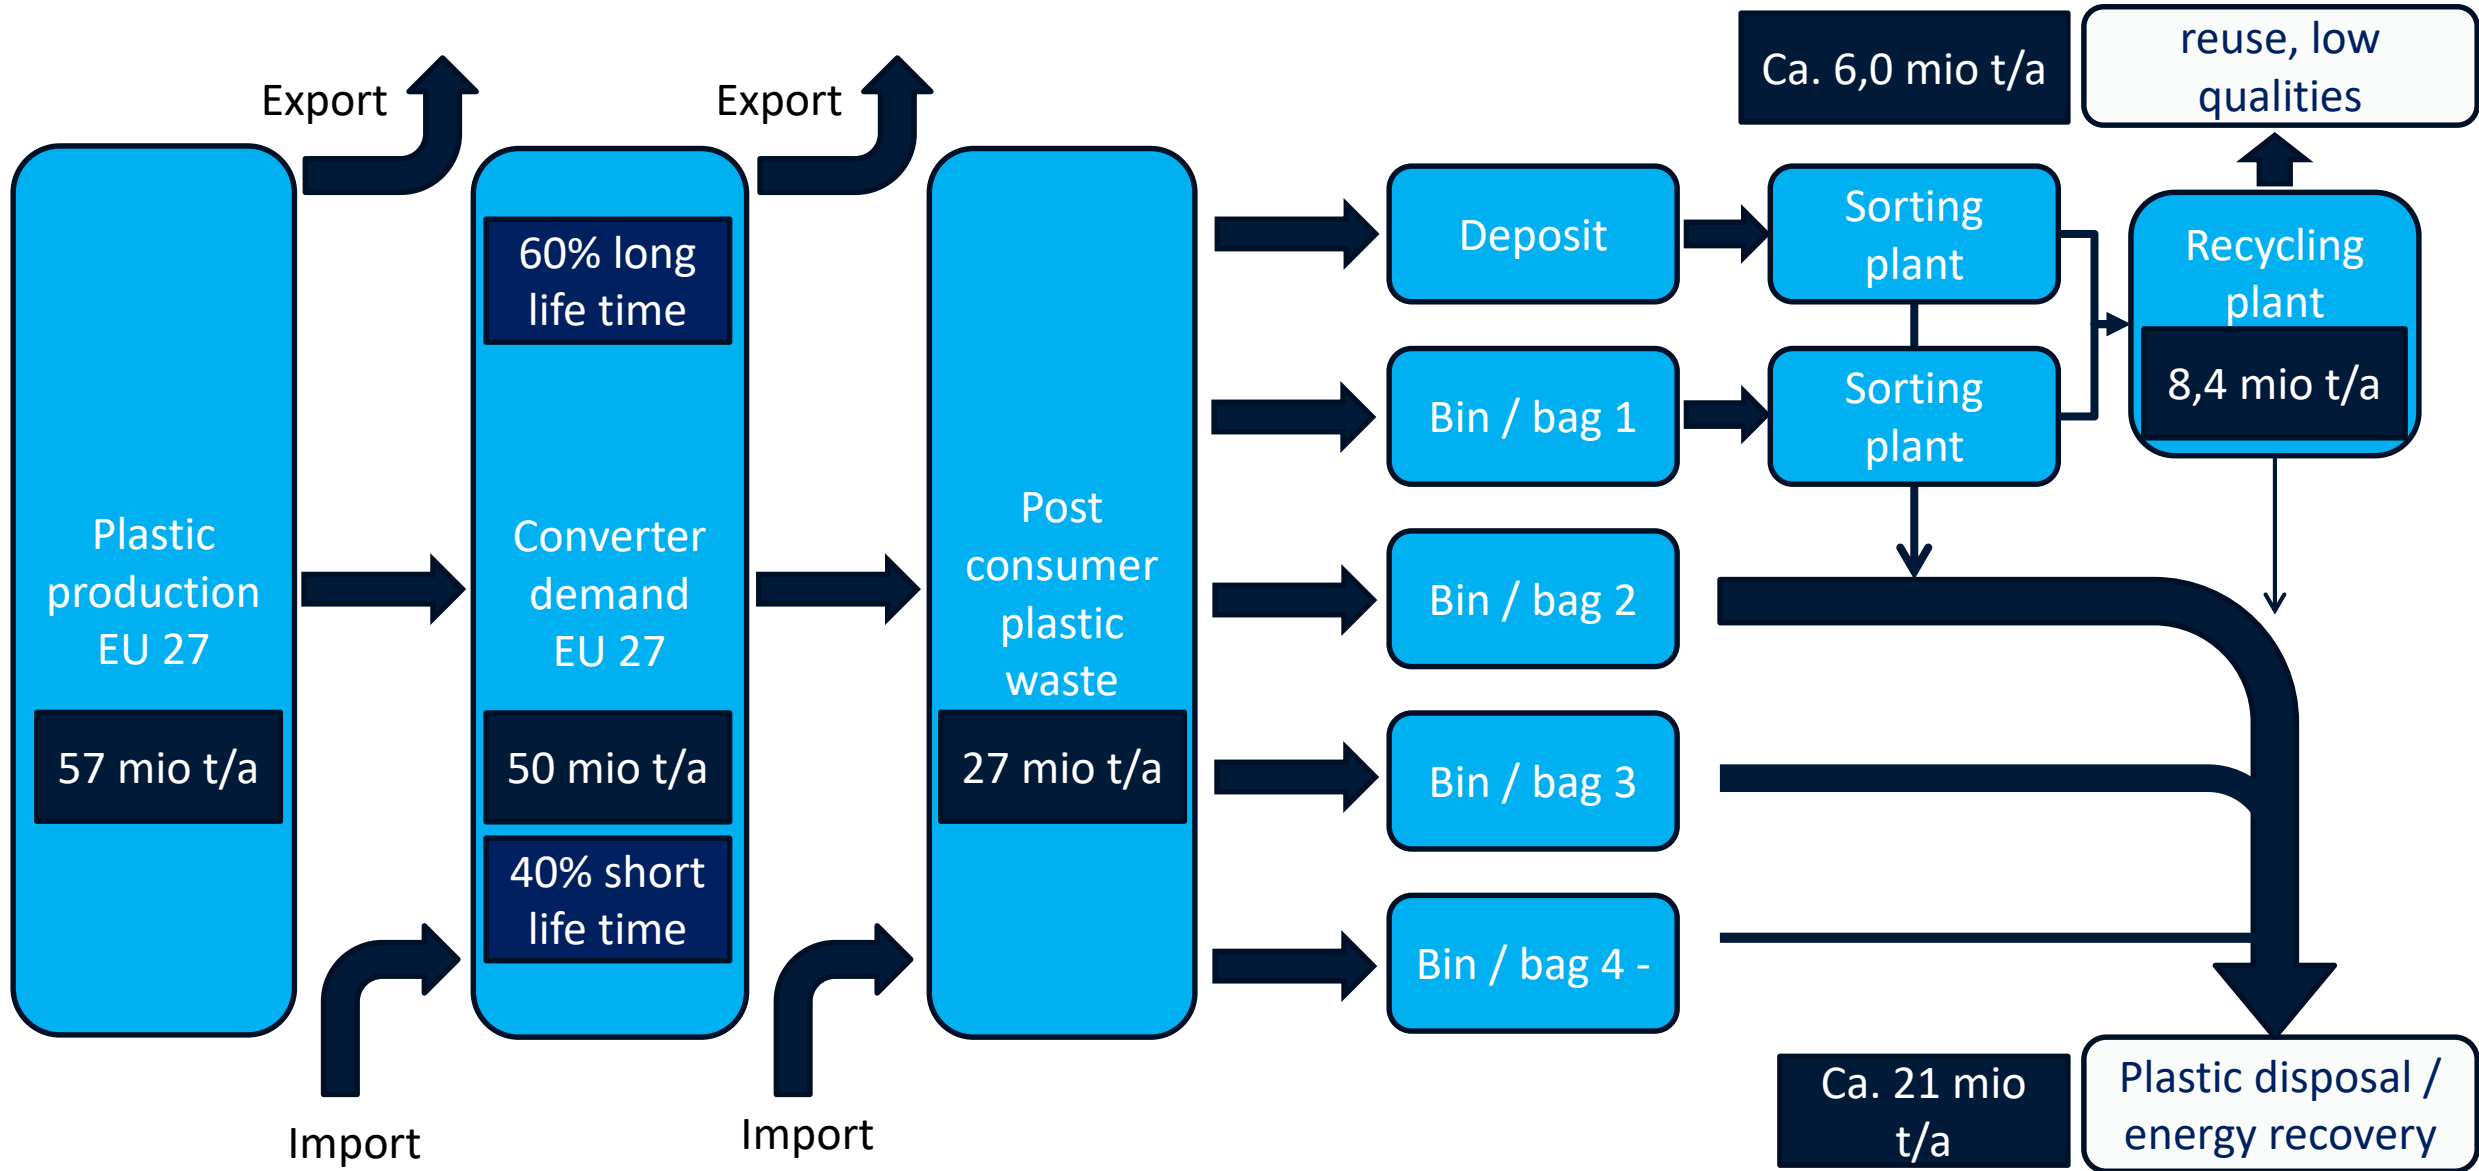 Export
Export
Ca. 6,0 mio t/a
reuse, low
qualities
Plastic
production
EU 27
57 mio t/a
60% long
life time
Converter
demand
EU 27
50 mio t/a
40% short
life time
Post
consumer
plastic
waste
27 mio t/a
Deposit
Bin / bag 1
Bin / bag 2
Bin / bag 3
Bin / bag 4 -
Sorting
plant
Sorting
plant
Recycling
plant
8,4 mio t/a
Import
Import
Ca. 21 mio
t/a
Plastic disposal /
energy recovery